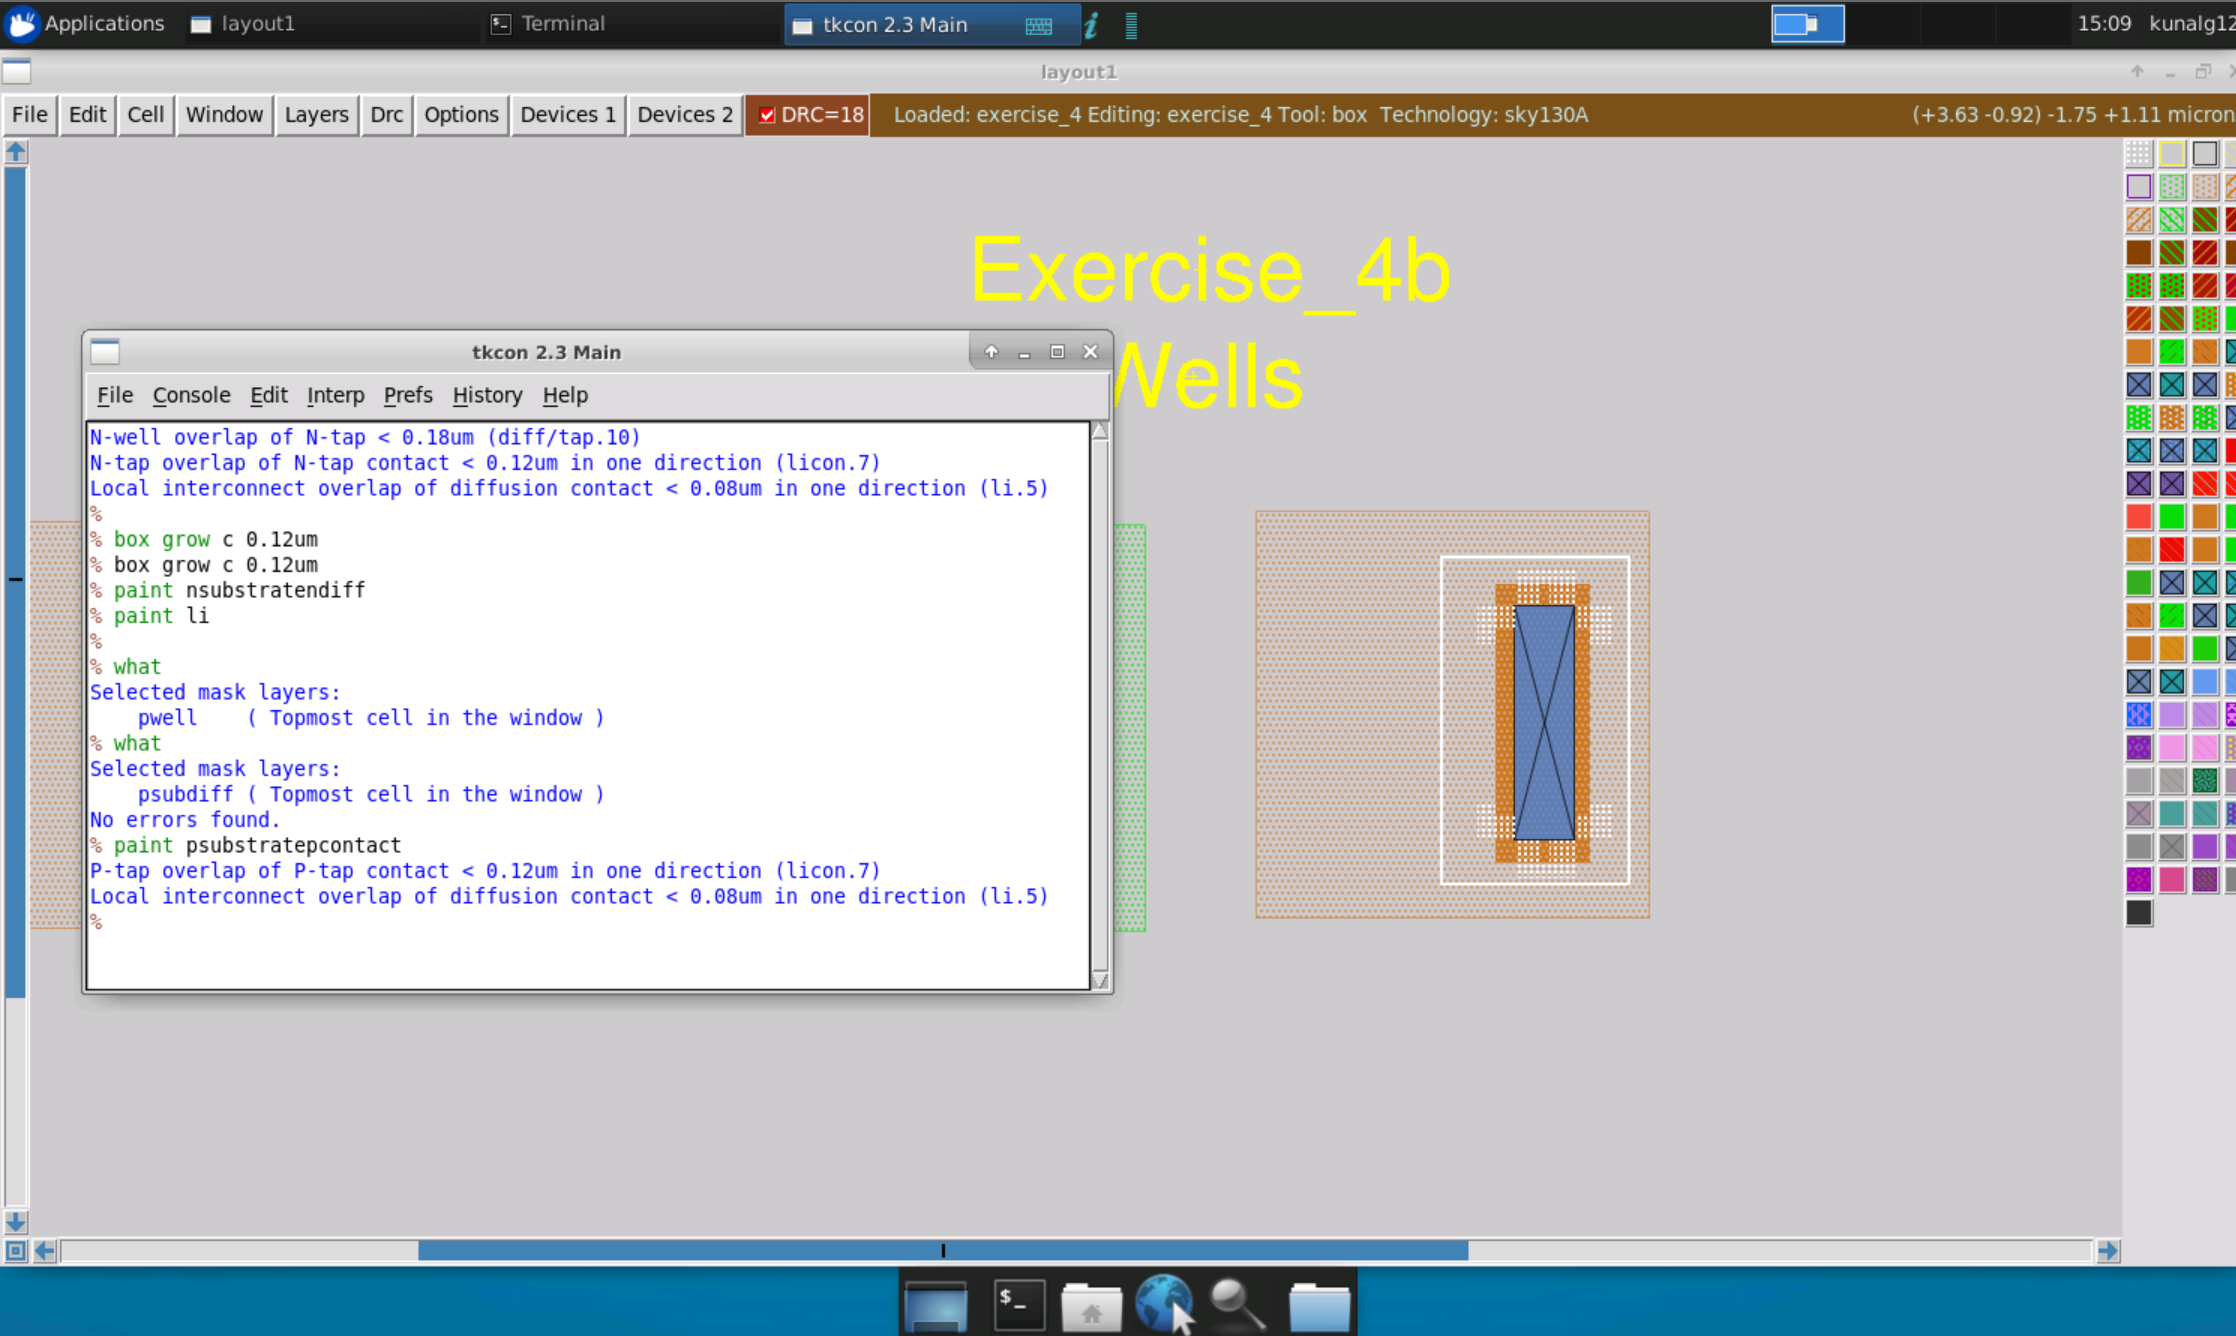 Applications
layout1
Terminal
tkcon 2.3 Main
15:09
layout1
File Edit Cell Window Layers Drc Options Devices 1 Devices 2 DRC=18 Loaded: exercise_4 Editing: exercise_4 Tool: box Technology: sky130A (+3.63 -0.92) -1.75 +1.11 micron
Exercise_4b
Wells
tkcon 2.3 Main
File Console Edit Interp Prefs History Help
N-well overlap of N-tap < 0.18um (diff/tap.10)
N-tap overlap of N-tap contact < 0.12um in one direction (licon.7)
Local interconnect overlap of diffusion contact < 0.08um in one direction (li.5)
%
% box grow c 0.12um
% box grow c 0.12um
% paint nsubstratendiff
% paint li
%
% what
Selected mask layers:
pwell ( Topmost cell in the window )
% what
Selected mask layers:
psubdiff ( Topmost cell in the window )
No errors found.
% paint psubstratepcontact
P-tap overlap of P-tap contact < 0.12um in one direction (licon.7)
Local interconnect overlap of diffusion contact < 0.08um in one direction (li.5)
%
$_